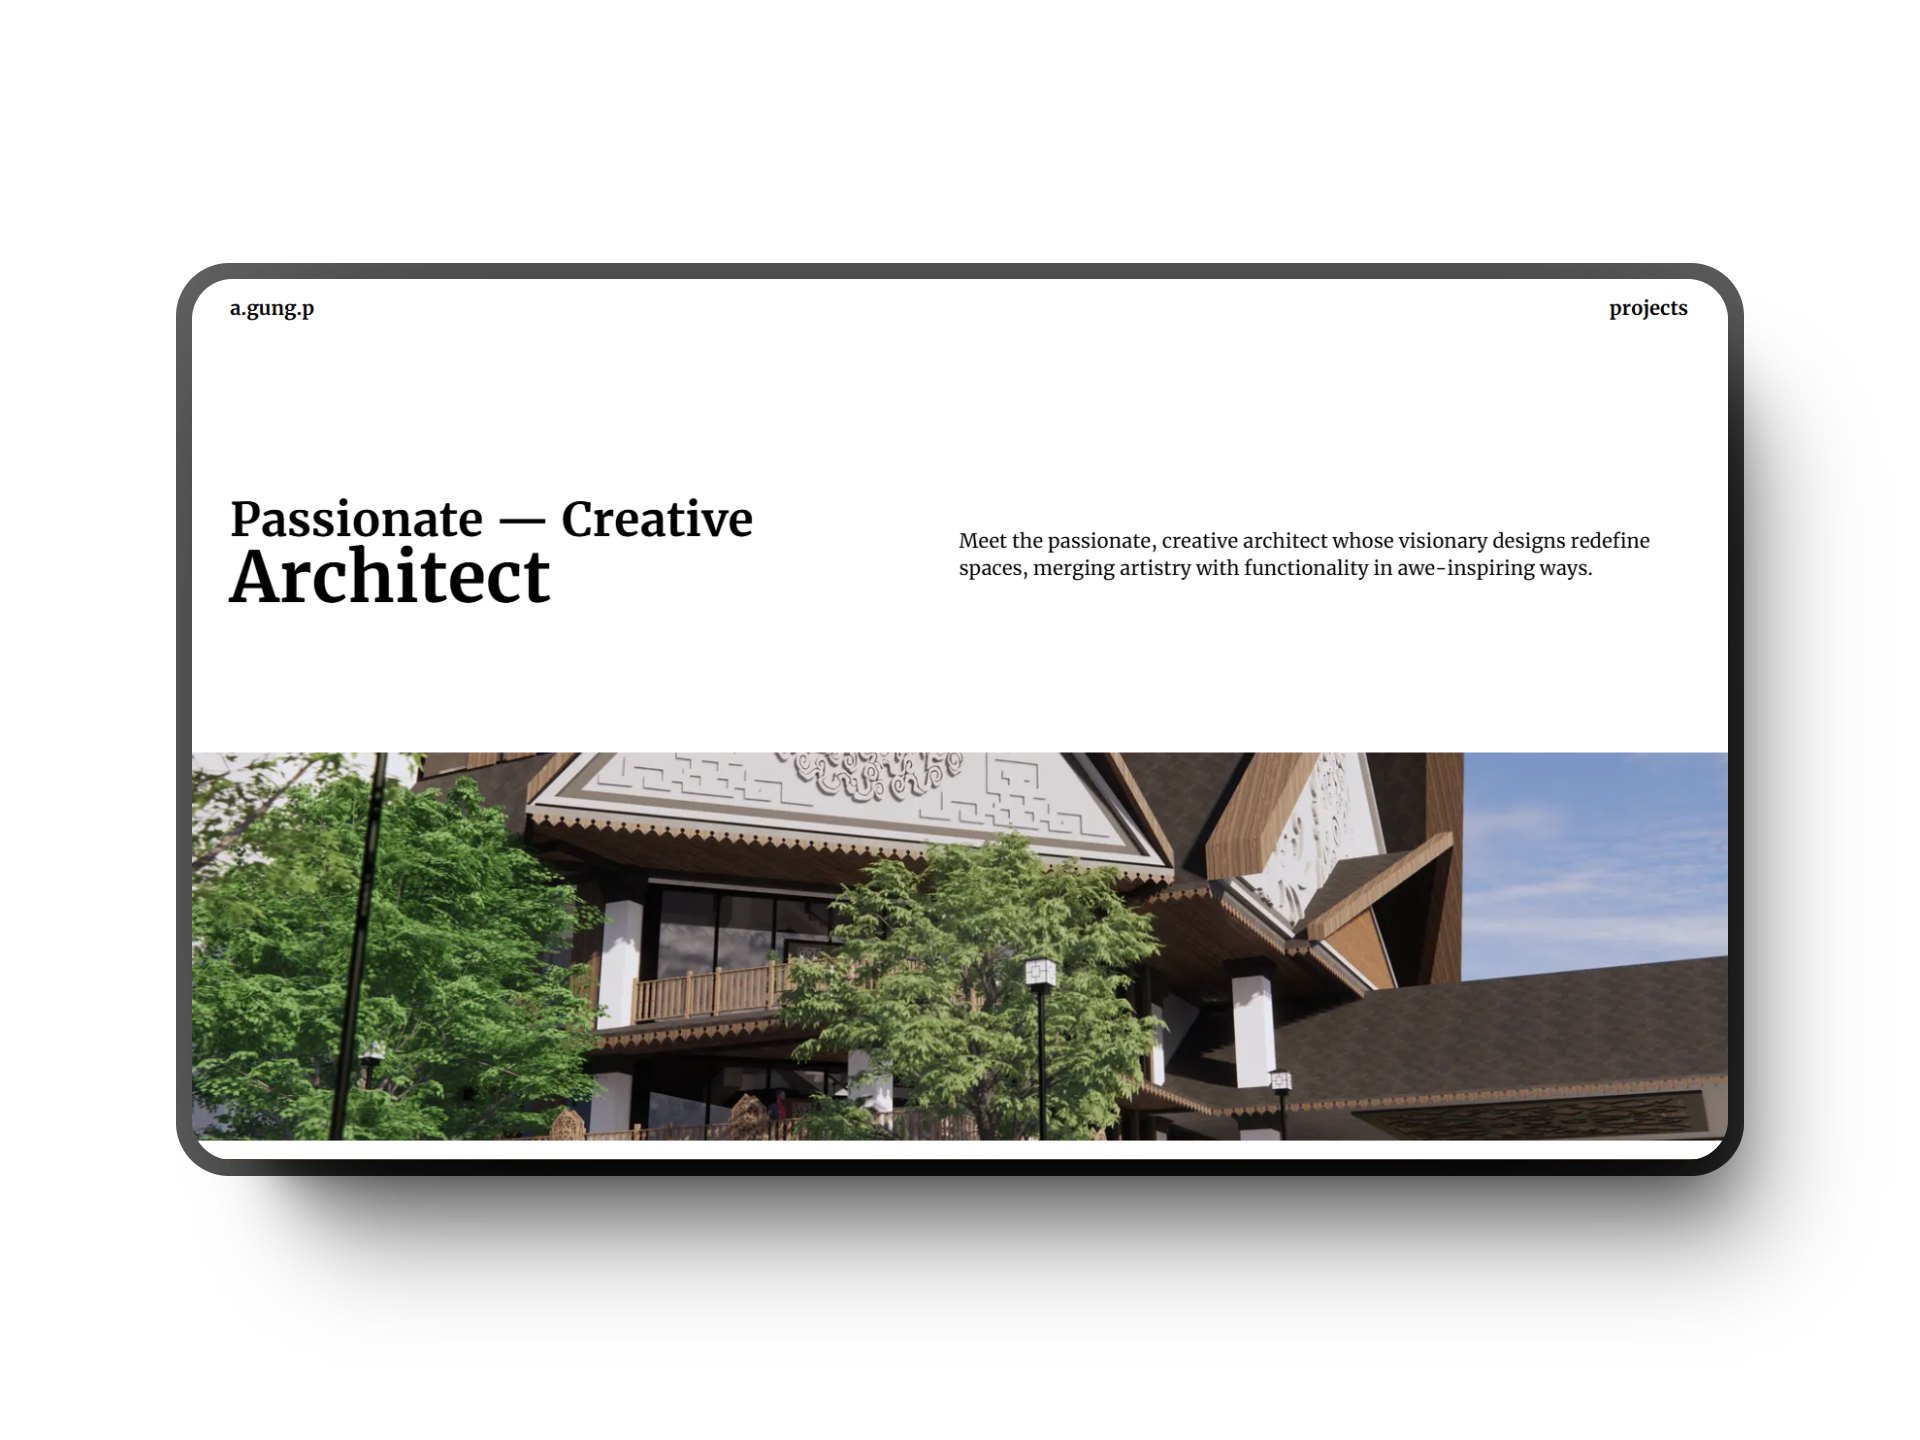 a.gung.p
projects
Passionate — Creative
Architect
Meet the passionate, creative architect whose visionary designs redefine
spaces, merging artistry with functionality in awe-inspiring ways.